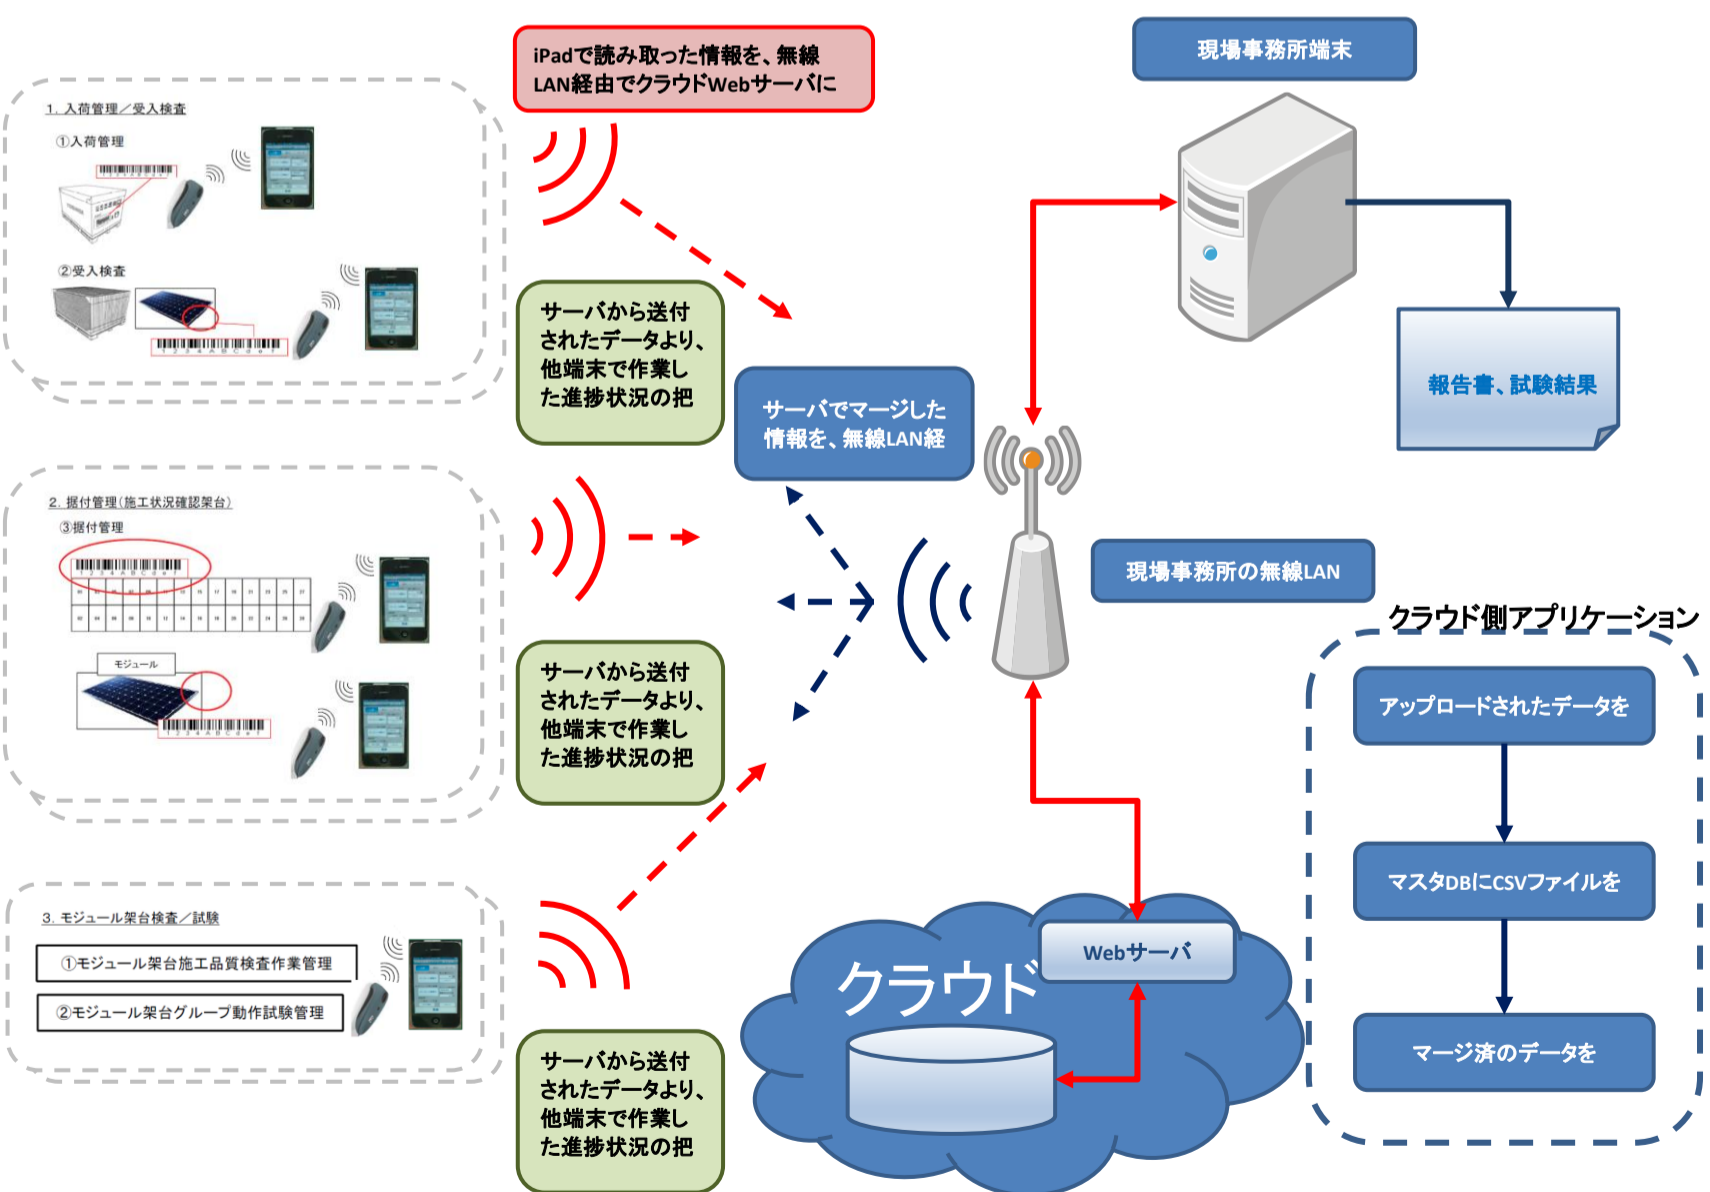 iPadで読み取った情報を、無線
LAN経由でクラウドWebサーバに
現場事務所端末
1. 入荷管理／受入検査
①入荷管理
②受入検査
1 2 3 4 A B C d e f
サーバから送付
されたデータより、
他端末で作業し
た進捗状況の把
サーバでマージした
情報を、無線LAN経
報告書、試験結果
2. 据付管理(施工状況確認架台)
③据付管理
1 2 3 4 A B C d e f
モジュール
1 2 3 4 A B C d e f
現場事務所の無線LAN
サーバから送付
されたデータより、
他端末で作業し
た進捗状況の把
クラウド側アプリケーション
アップロードされたデータを
マスタDBにCSVファイルを
マージ済のデータを
3. モジュール架台検査／試験
①モジュール架台施工品質検査作業管理
②モジュール架台グループ動作試験管理
サーバから送付
されたデータより、
他端末で作業し
た進捗状況の把
クラウド
Webサーバ